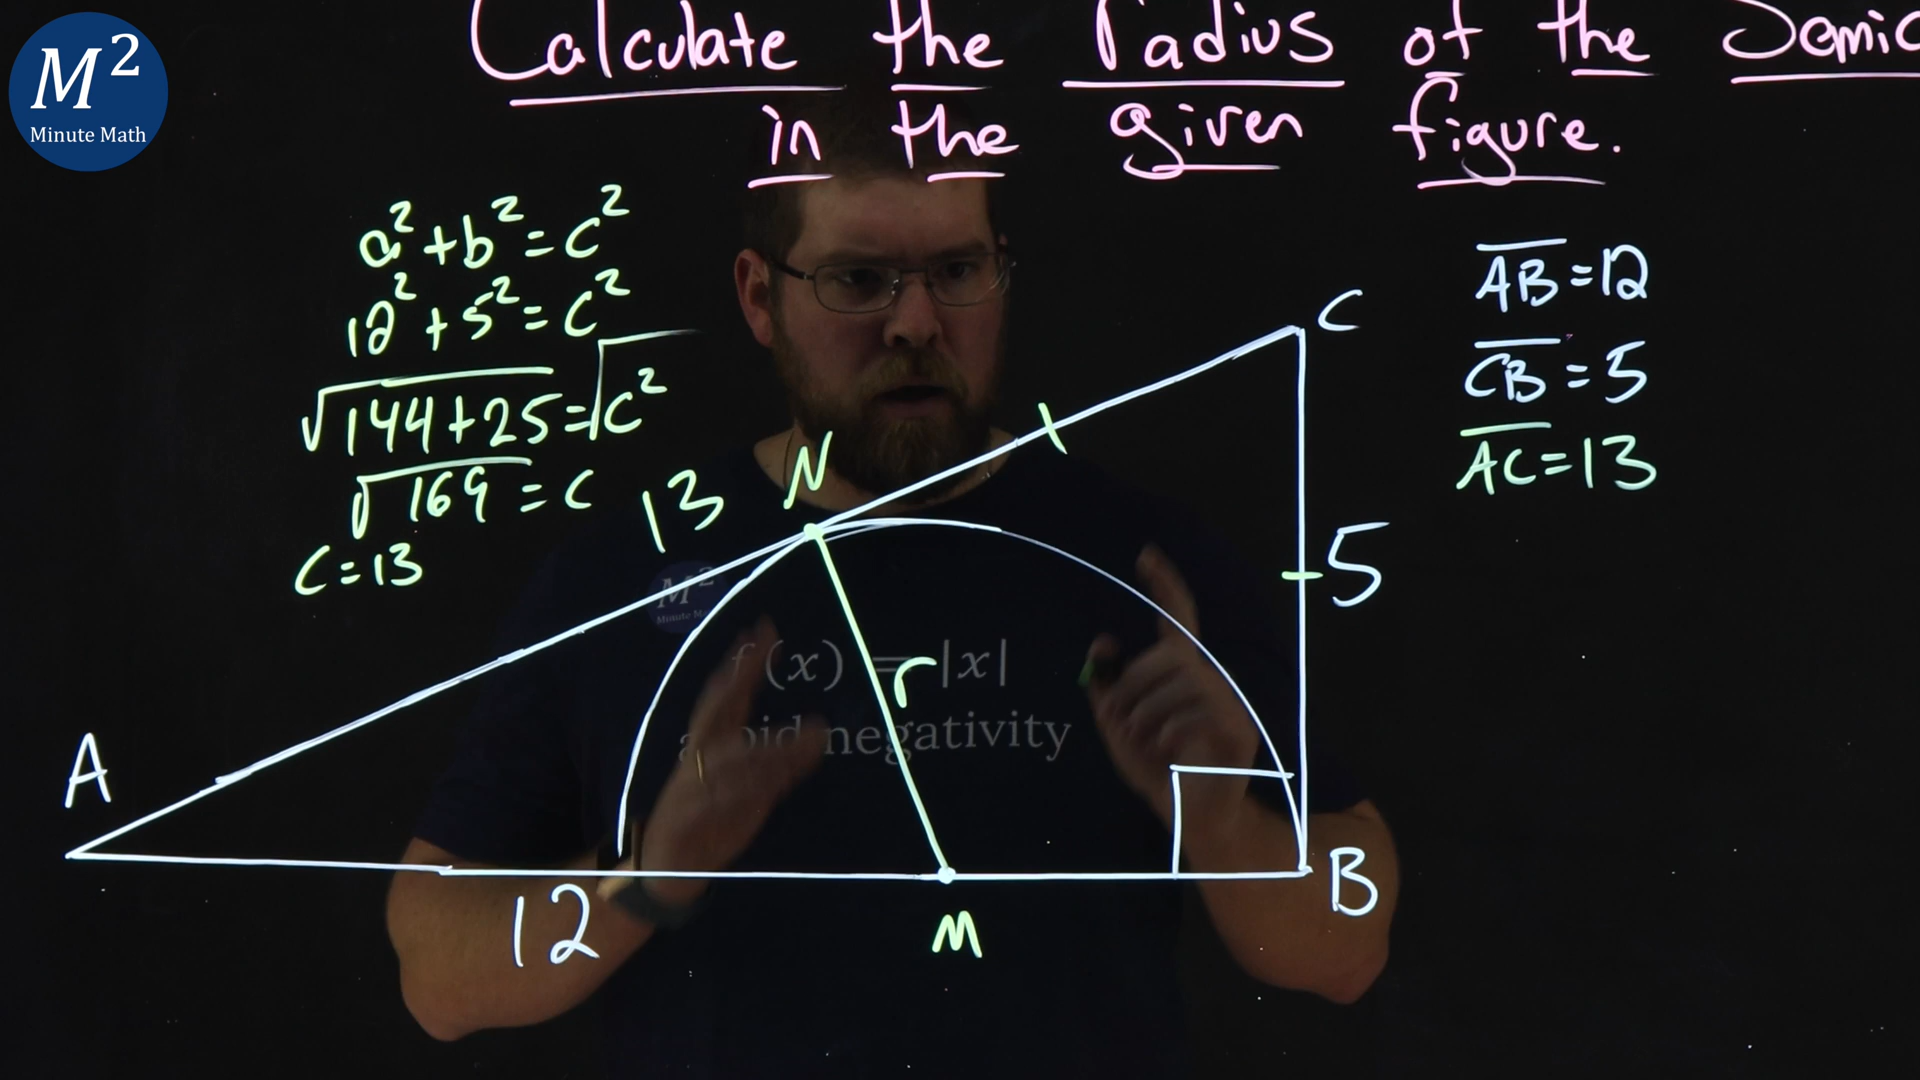 M²
Minute Math
Calculate the radius of the Semic
in the given figure.
a² + b² = c²
12² + 5² = c²
√144+25 = √c²
√169 = c
c = 13
AB = 12
CB = 5
AC = 13
C
N
13
5
M²
r
f(x) = |x|
avoid negativity
A
12
M
B